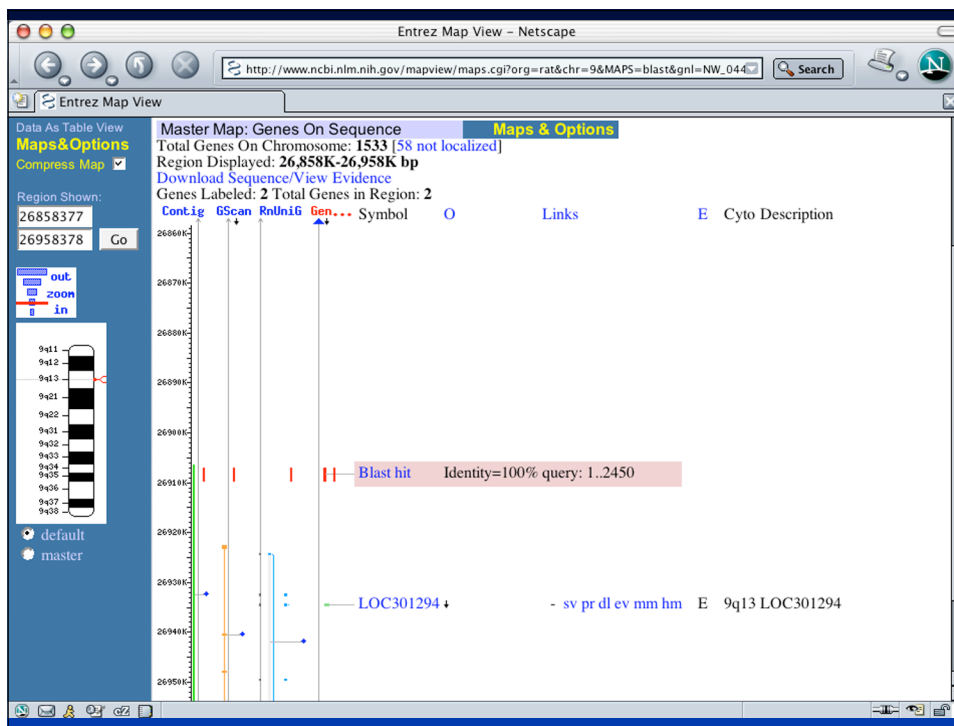 Entrez Map View – Netscape
http://www.ncbi.nlm.nih.gov/mapview/maps.cgi?org=rat&chr=9&MAPS=blast&gnl=NW_044
Search
N
Entrez Map View
Data As Table View
Maps&Options
Compress Map
Region Shown:
26858377
26958378 Go
out
zoom
in
9q11
9q12
9q13
9q21
9q22
9q31
9q32
9q33
9q34
9q35
9q36
9q37
9q38
default
master
Master Map: Genes On Sequence Maps & Options
Total Genes On Chromosome: 1533 [58 not localized]
Region Displayed: 26,858K-26,958K bp
Download Sequence/View Evidence
Genes Labeled: 2 Total Genes in Region: 2
Contig GScan RnUniG Gen... Symbol O Links E Cyto Description
26860K
26870K
26880K
26890K
26900K
Blast hit Identity=100% query: 1..2450
26910K
26920K
26930K
LOC301294 - sv pr dl ev mm hm E 9q13 LOC301294
26940K
26950K